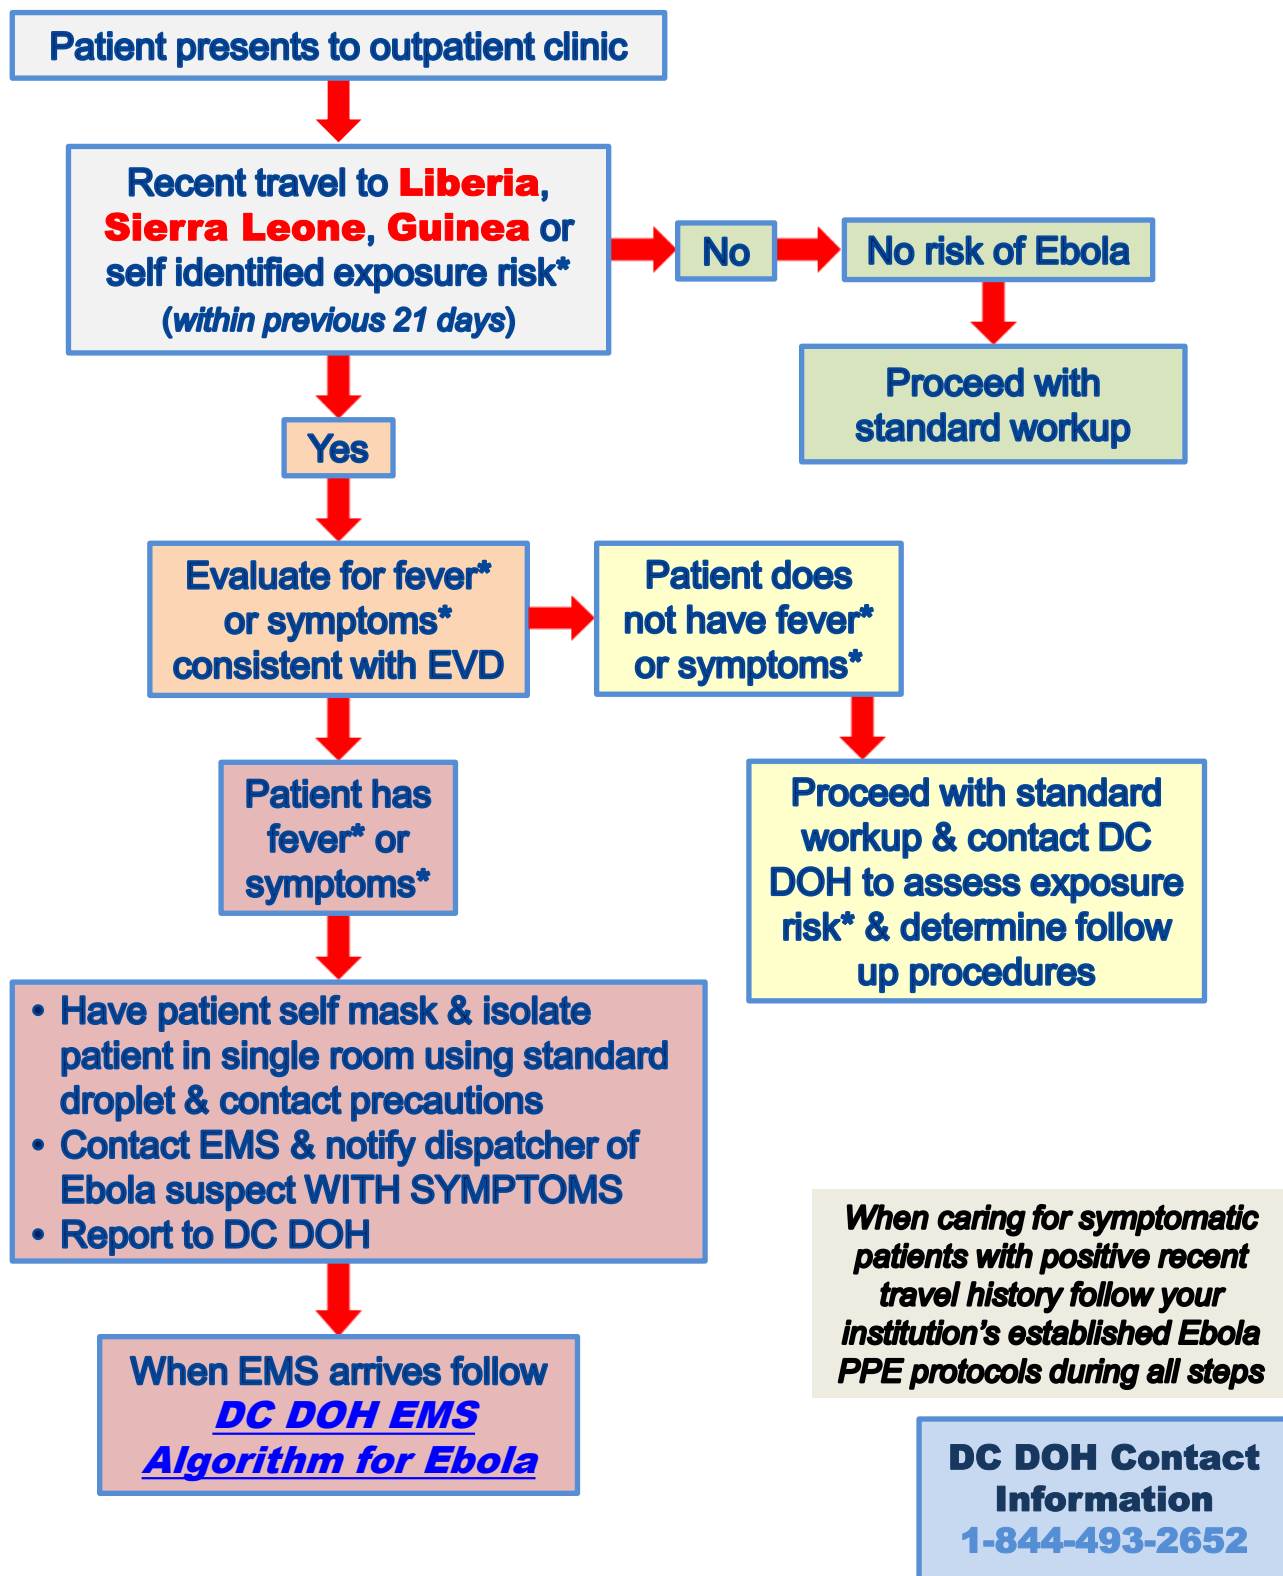 Patient presents to outpatient clinic
Recent travel to Liberia,
Sierra Leone, Guinea or
self identified exposure risk*
(within previous 21 days)
No
No risk of Ebola
Proceed with
standard workup
Yes
Evaluate for fever*
or symptoms*
consistent with EVD
Patient does
not have fever*
or symptoms*
Patient has
fever* or
symptoms*
Proceed with standard
workup & contact DC
DOH to assess exposure
risk* & determine follow
up procedures
• Have patient self mask & isolate
patient in single room using standard
droplet & contact precautions
• Contact EMS & notify dispatcher of
Ebola suspect WITH SYMPTOMS
• Report to DC DOH
When EMS arrives follow
DC DOH EMS
Algorithm for Ebola
When caring for symptomatic
patients with positive recent
travel history follow your
institution's established Ebola
PPE protocols during all steps
DC DOH Contact
Information
1-844-493-2652